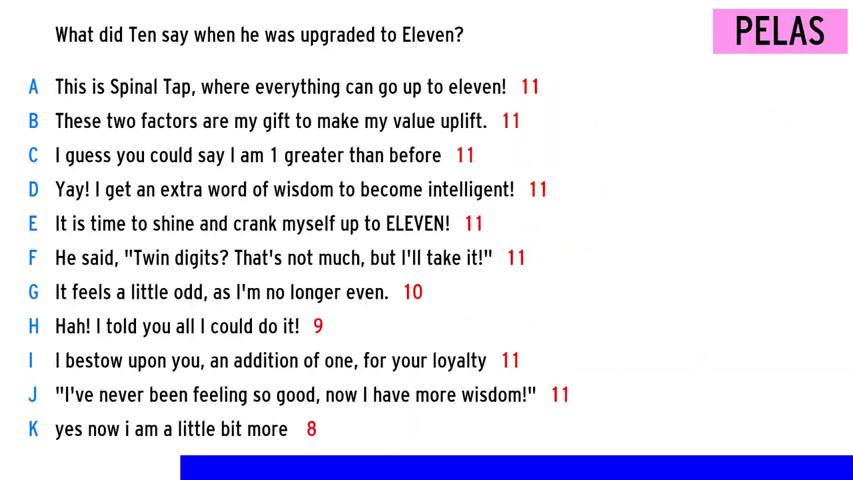 What did Ten say when he was upgraded to Eleven?
PELAS
A This is Spinal Tap, where everything can go up to eleven! 11
B These two factors are my gift to make my value uplift. 11
C I guess you could say I am 1 greater than before 11
D Yay! I get an extra word of wisdom to become intelligent! 11
E It is time to shine and crank myself up to ELEVEN! 11
F He said, "Twin digits? That's not much, but I'll take it!" 11
G It feels a little odd, as I'm no longer even. 10
H Hah! I told you all I could do it! 9
I I bestow upon you, an addition of one, for your loyalty 11
J "I've never been feeling so good, now I have more wisdom!" 11
K yes now i am a little bit more 8